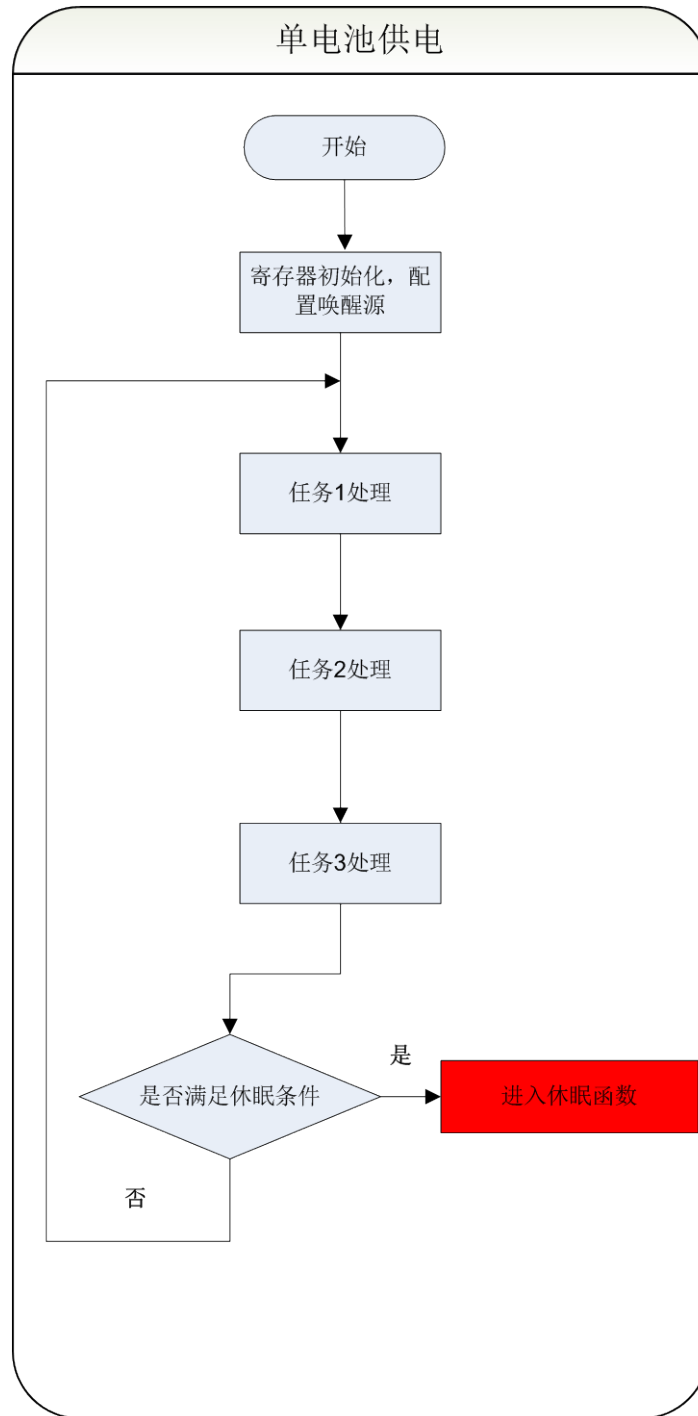 单电池供电
开始
寄存器初始化，配
置唤醒源
任务1处理
任务2处理
任务3处理
是否满足休眠条件
是
进入休眠函数
否